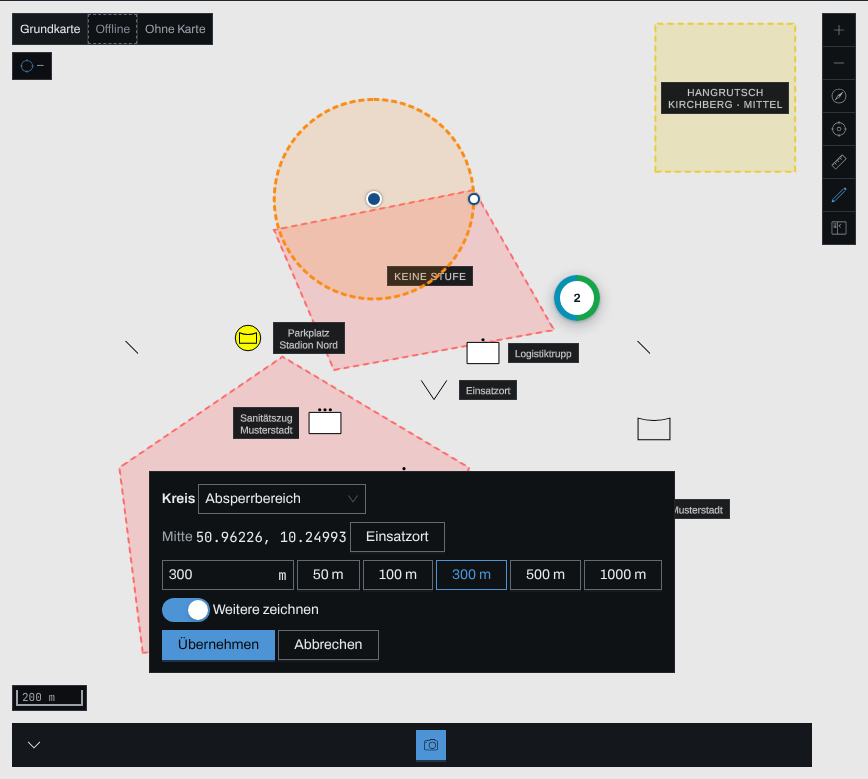 Grundkarte Offline Ohne Karte
HANGRUTSCH
KIRCHBERG · MITTEL
KEINE STUFE
2
Parkplatz
Stadion Nord
Logistiktrupp
Einsatzort
Sanitätszug
Musterstadt
Musterstadt
Kreis Absperrbereich
Mitte 50.96226, 10.24993 Einsatzort
300 m 50 m 100 m 300 m 500 m 1000 m
Weitere zeichnen
Übernehmen Abbrechen
200 m